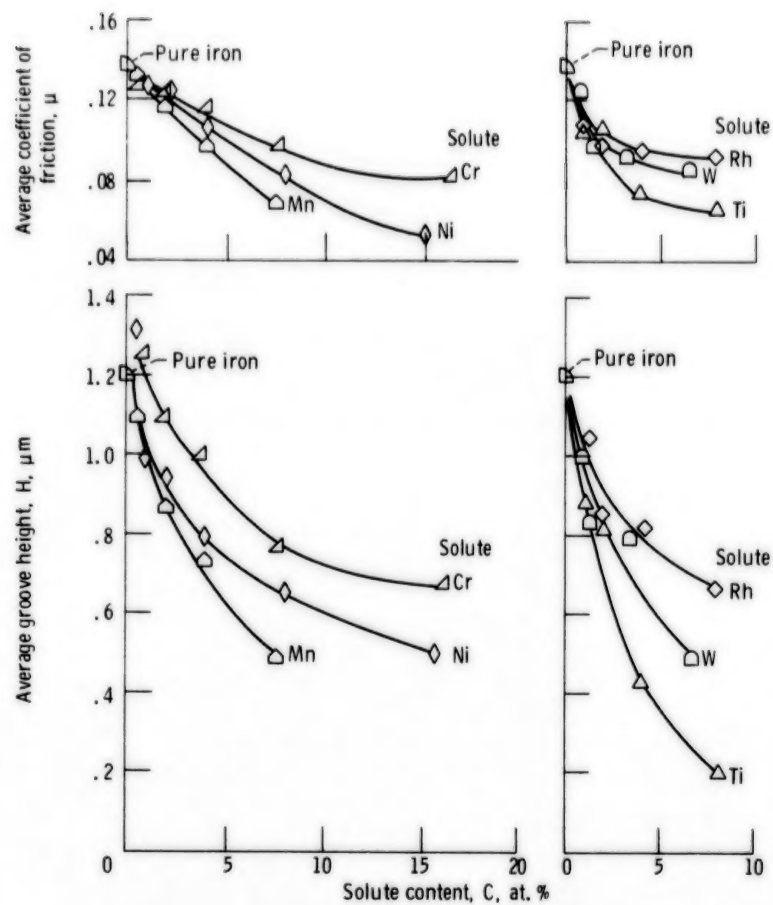 Average coefficient of
friction, μ
.16
.12
.08
.04
Pure iron
Solute
Cr
Mn
Ni
Pure iron
Solute
Rh
W
Ti
Average groove height, H, μm
1.4
1.2
1.0
.8
.6
.4
.2
0
Pure iron
Solute
Cr
Ni
Mn
Pure iron
Solute
Rh
W
Ti
5
10
15
20
0
5
10
Solute content, C, at. %